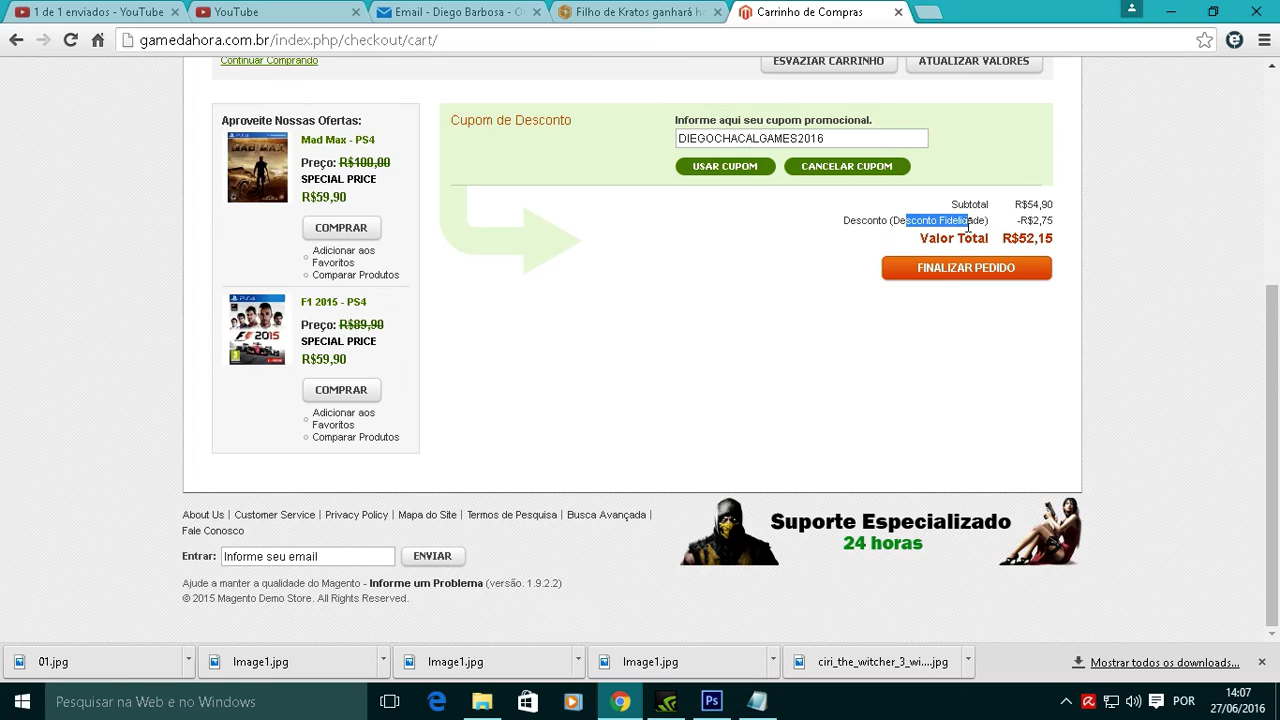 1 de 1 enviados - YouTube
YouTube
Email - Diego Barbosa - O
Filho de Kratos ganhará h
Carrinho de Compras
gamedahora.com.br/index.php/checkout/cart/
Continuar Comprando
ESVAZIAR CARRINHO
ATUALIZAR VALORES
Aproveite Nossas Ofertas:
Mad Max - PS4
Preço: R$100,00
SPECIAL PRICE
R$59,90
COMPRAR
Adicionar aos
Favoritos
Comparar Produtos
F1 2015 - PS4
Preço: R$89,90
SPECIAL PRICE
R$59,90
COMPRAR
Adicionar aos
Favoritos
Comparar Produtos
Cupom de Desconto
Informe aqui seu cupom promocional.
DIEGOCHACALGAMES2016
USAR CUPOM
CANCELAR CUPOM
Subtotal R$54,90
Desconto (Desconto Fidelidade) -R$2,75
Valor Total R$52,15
FINALIZAR PEDIDO
About Us | Customer Service | Privacy Policy | Mapa do Site | Termos de Pesquisa | Busca Avançada |
Fale Conosco
Entrar: Informe seu email ENVIAR
Ajude a manter a qualidade do Magento - Informe um Problema (versão. 1.9.2.2)
© 2015 Magento Demo Store. All Rights Reserved.
Suporte Especializado
24 horas
01.jpg
Image1.jpg
Image1.jpg
Image1.jpg
ciri_the_witcher_3_wi....jpg
Mostrar todos os downloads...
Pesquisar na Web e no Windows
POR
14:07
27/06/2016